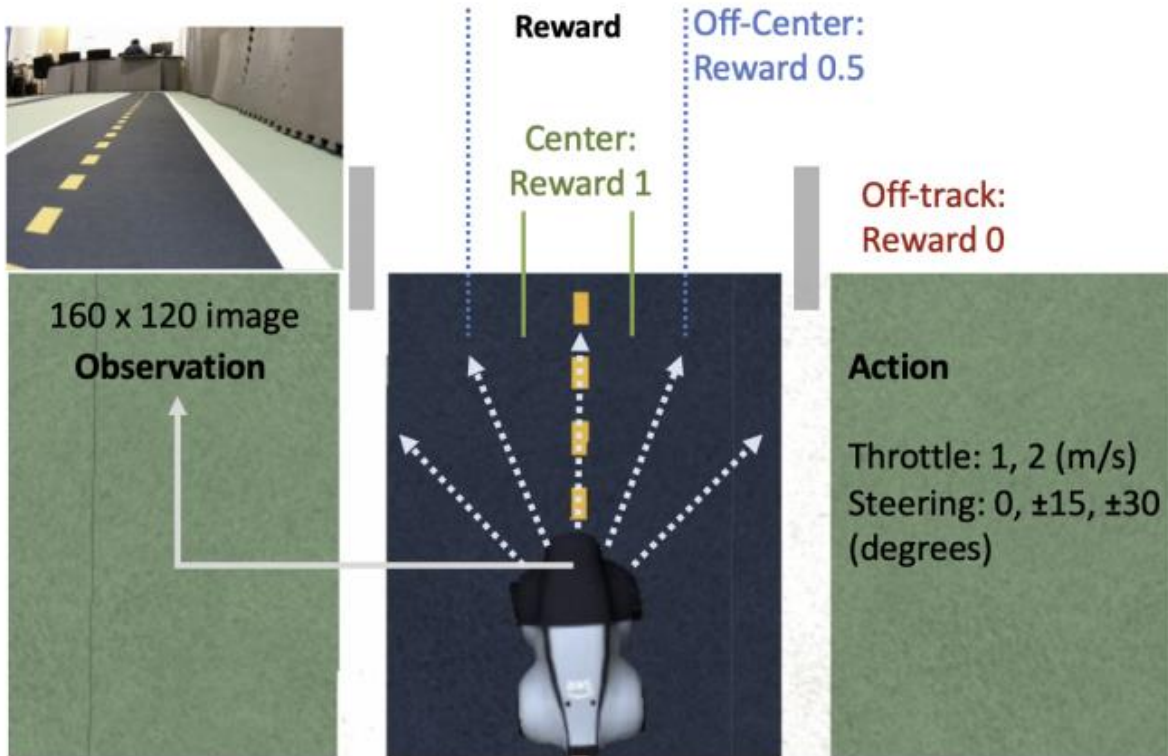 Reward
Off-Center:
Reward 0.5
Center:
Reward 1
Off-track:
Reward 0
160 x 120 image
Observation
Action
Throttle: 1, 2 (m/s)
Steering: 0, ±15, ±30
(degrees)
aws